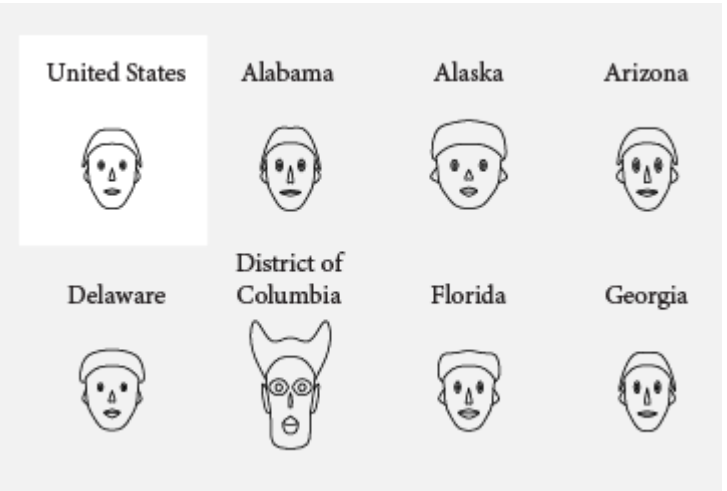 United States
Alabama
Alaska
Arizona
Delaware
District of
Columbia
Florida
Georgia